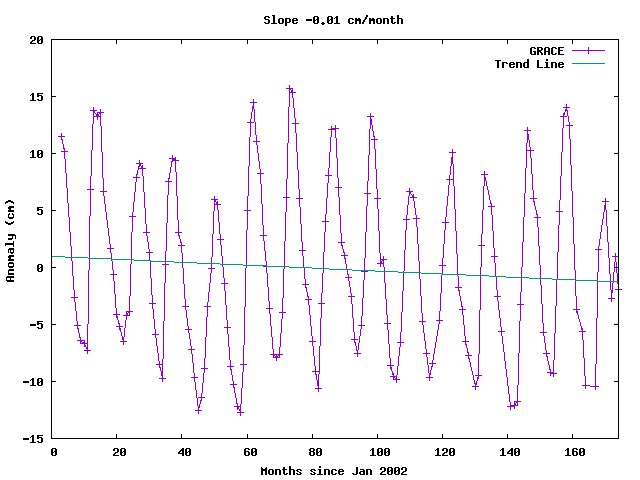 Slope -0.01 cm/month
GRACE
Trend Line
Anomaly (cm)
20
15
10
5
0
-5
-10
-15
0 20 40 60 80 100 120 140 160
Months since Jan 2002